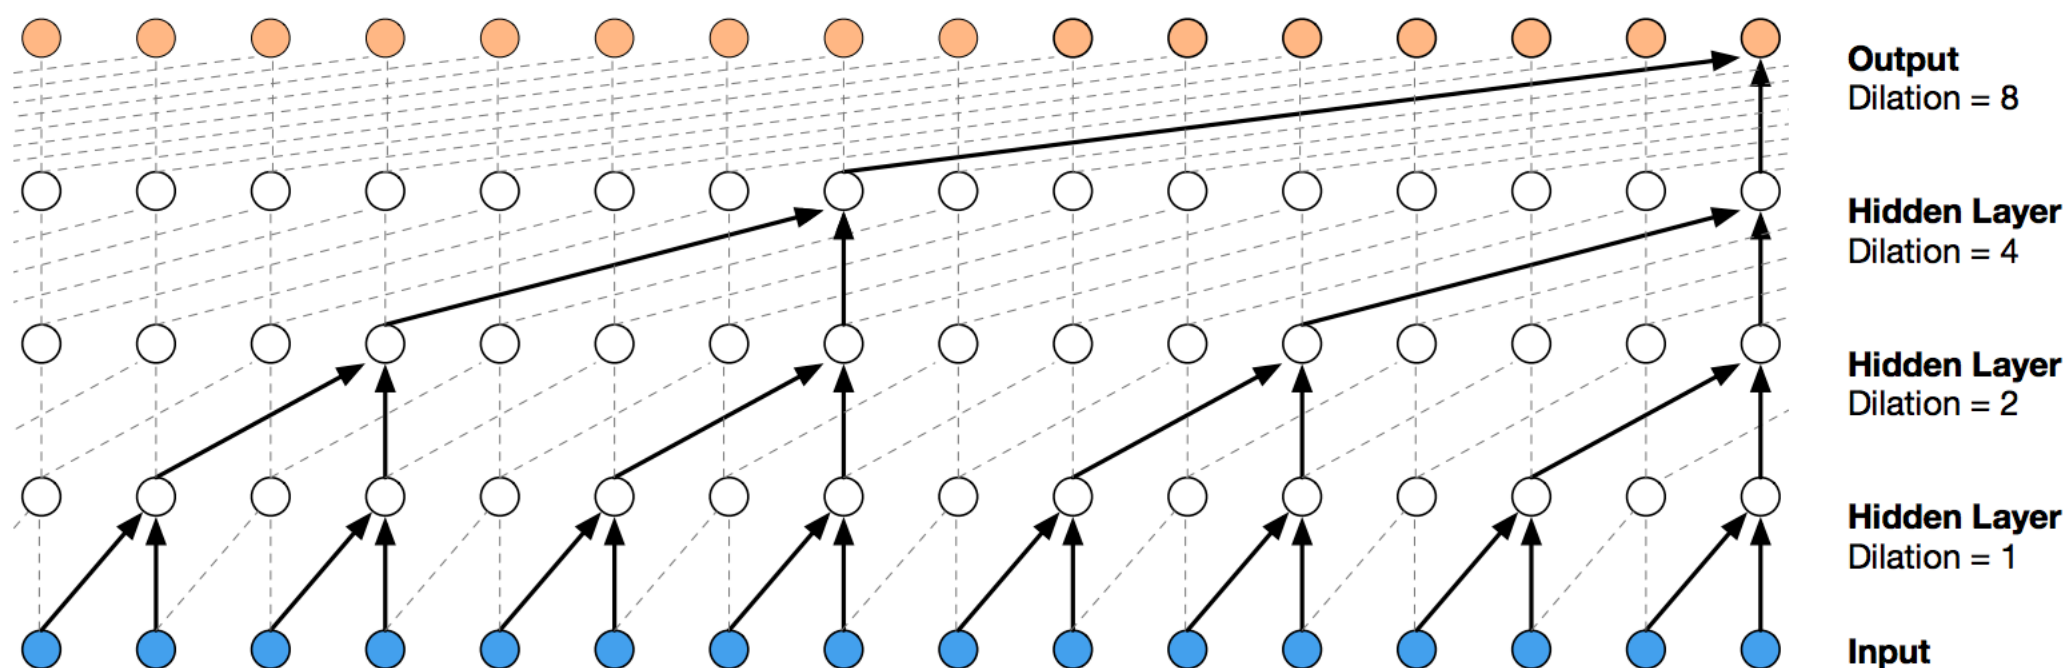 Output
Dilation = 8
Hidden Layer
Dilation = 4
Hidden Layer
Dilation = 2
Hidden Layer
Dilation = 1
Input